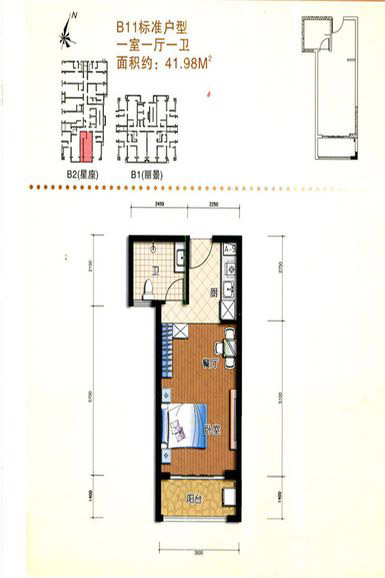 N
B11标准户型
一室一厅一卫
面积约：41.98M²
B2(星座)
B1(丽景)
2450 2250
2150
2750
卫
厨
餐厅
5750
5100
卧室
阳台
1400
1400
3500